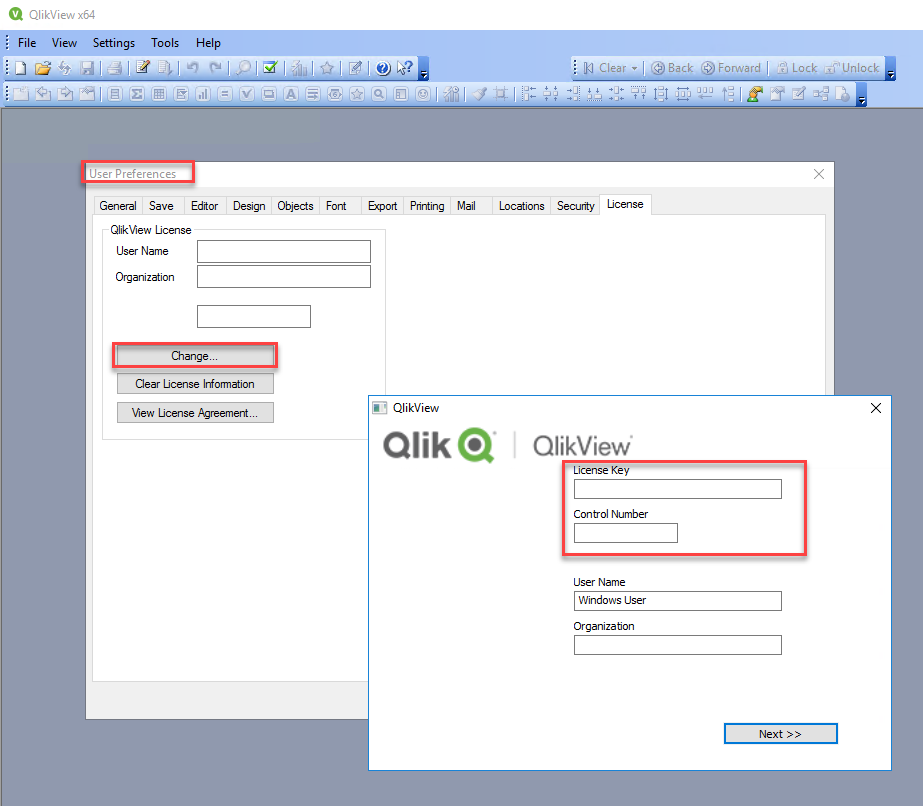 QlikView x64
File View Settings Tools Help
Clear Back Forward Lock Unlock
User Preferences
General Save Editor Design Objects Font Export Printing Mail Locations Security License
QlikView License
User Name
Organization
Change...
Clear License Information
View License Agreement...
QlikView
Qlik QlikView
License Key
Control Number
User Name
Windows User
Organization
Next >>